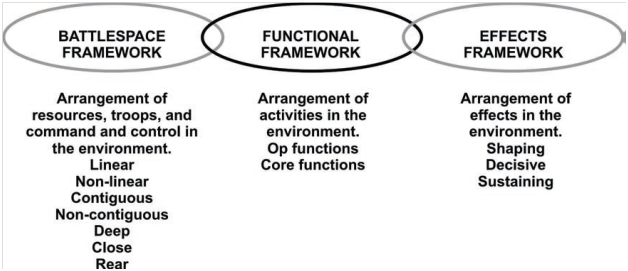 BATTLESPACE
FRAMEWORK
Arrangement of
resources, troops, and
command and control in
the environment.
Linear
Non-linear
Contiguous
Non-contiguous
Deep
Close
Rear
FUNCTIONAL
FRAMEWORK
Arrangement of
activities in the
environment.
Op functions
Core functions
EFFECTS
FRAMEWORK
Arrangement of
effects in the
environment.
Shaping
Decisive
Sustaining